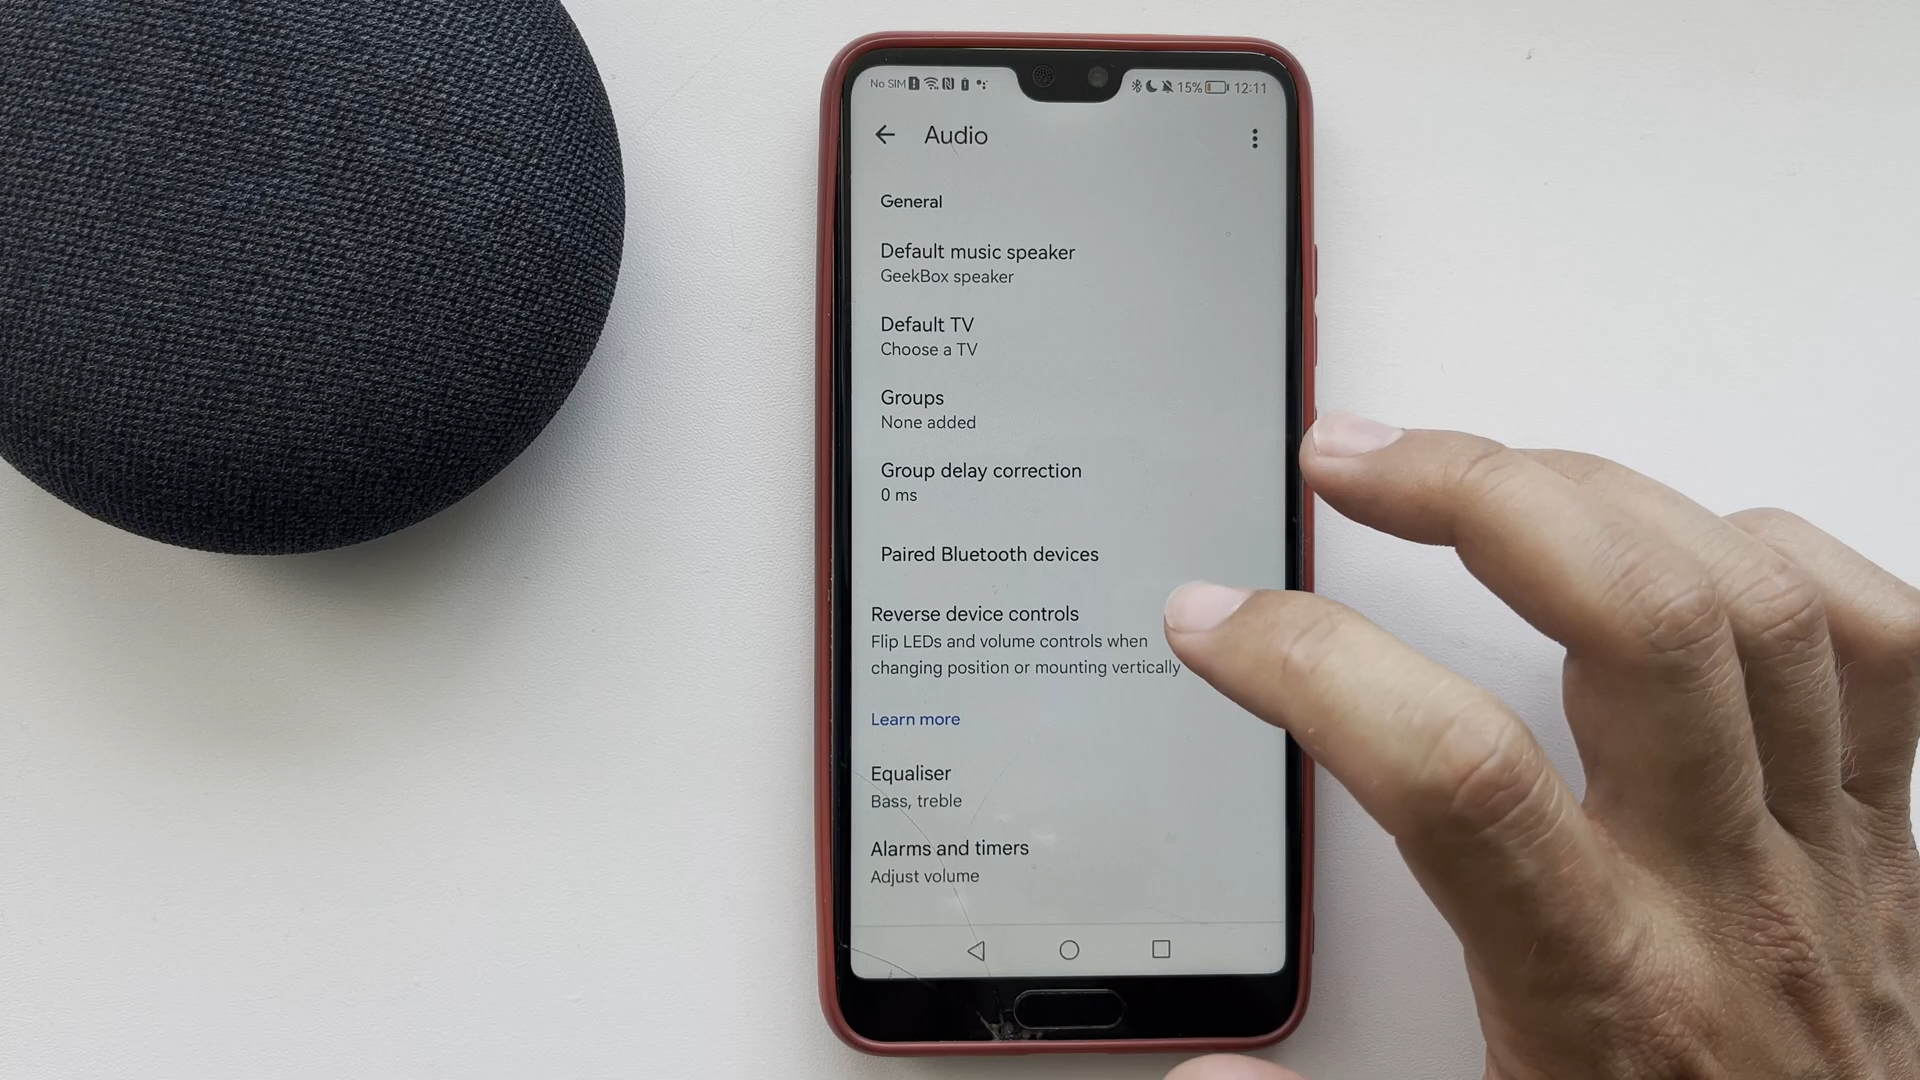 No SIM
15% 12:11
Audio
General
Default music speaker
GeekBox speaker
Default TV
Choose a TV
Groups
None added
Group delay correction
0 ms
Paired Bluetooth devices
Reverse device controls
Flip LEDs and volume controls when
changing position or mounting vertically
Learn more
Equaliser
Bass, treble
Alarms and timers
Adjust volume